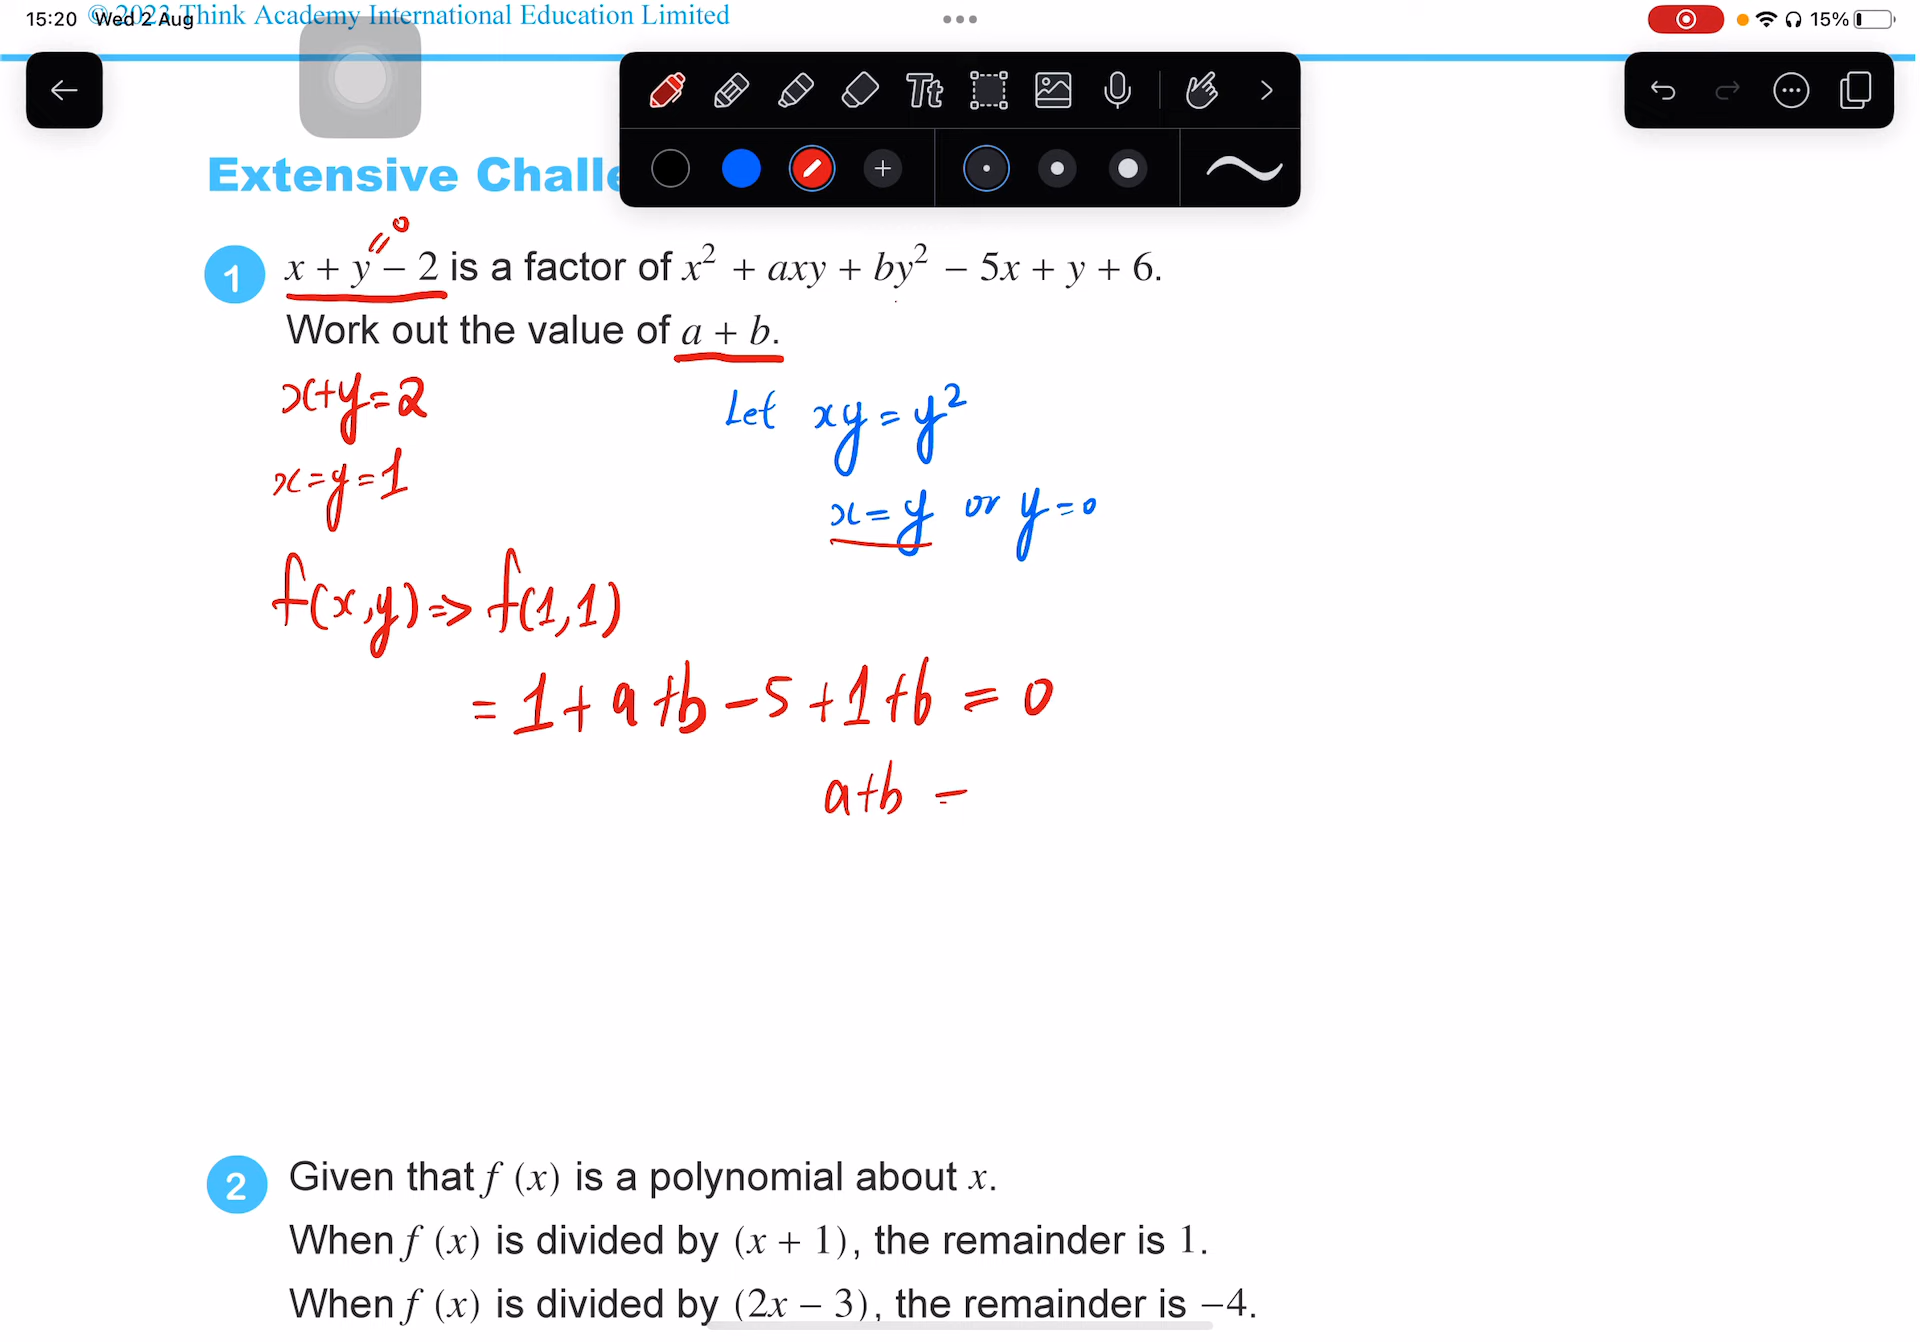 15:20 Wed 2 Aug
© 2023 Think Academy International Education Limited
15%
Tt
Extensive Challe
= 0
1 x + y − 2 is a factor of x² + axy + by² − 5x + y + 6.
Work out the value of a + b.
x+y=2
x=y=1
Let xy = y²
x = y or y = 0
f(x,y) => f(1,1)
= 1 + a + b − 5 + 1 + 6 = 0
a+b =
2 Given that f (x) is a polynomial about x.
When f (x) is divided by (x + 1), the remainder is 1.
When f (x) is divided by (2x − 3), the remainder is −4.